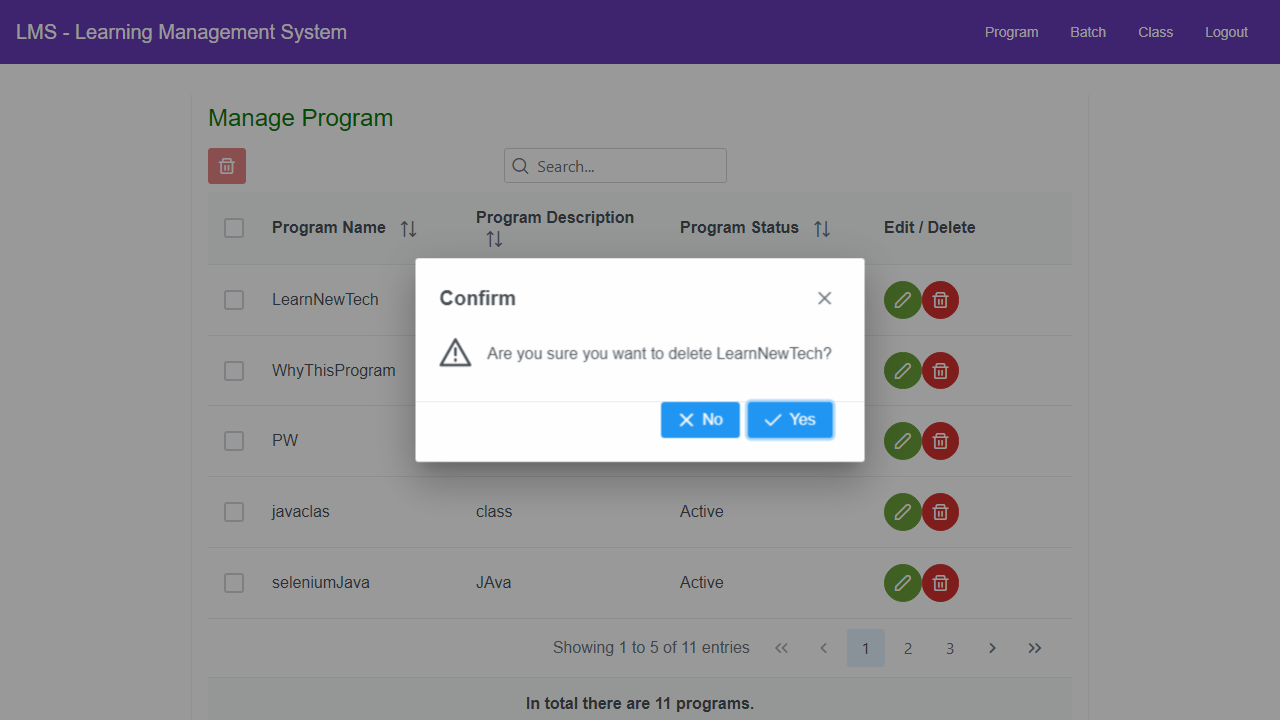 LMS - Learning Management System
Program Batch Class Logout
Manage Program
Search...
Program Name Program Description Program Status Edit / Delete
LearnNewTech
WhyThisProgram
PW
javaclas class Active
seleniumJava JAva Active
Confirm
Are you sure you want to delete LearnNewTech?
No Yes
Showing 1 to 5 of 11 entries 1 2 3
In total there are 11 programs.